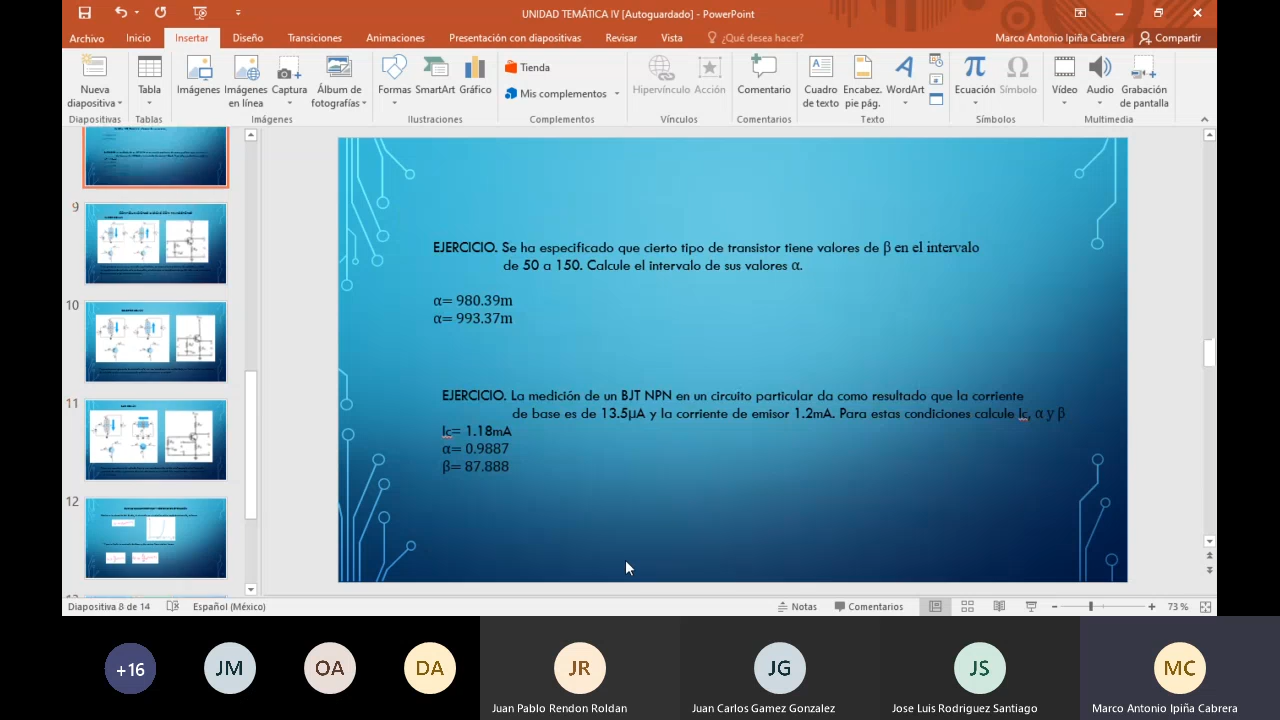 UNIDAD TEMÁTICA IV [Autoguardado] - PowerPoint
Archivo Inicio Insertar Diseño Transiciones Animaciones Presentación con diapositivas Revisar Vista ¿Qué desea hacer? Marco Antonio Ipiña Cabrera Compartir
Nueva diapositiva Tabla Imágenes Imágenes en línea Captura Álbum de fotografías Formas SmartArt Gráfico Tienda Mis complementos Hipervínculo Acción Comentario Cuadro de texto Encabez. pie pág. WordArt Ecuación Símbolo Vídeo Audio Grabación de pantalla
Diapositivas Tablas Imágenes Ilustraciones Complementos Vínculos Comentarios Texto Símbolos Multimedia
9
10
11
12
EJERCICIO. Se ha especificado que cierto tipo de transistor tiene valores de β en el intervalo
de 50 a 150. Calcule el intervalo de sus valores α.
α= 980.39m
α= 993.37m
EJERCICIO. La medición de un BJT NPN en un circuito particular da como resultado que la corriente
de base es de 13.5μA y la corriente de emisor 1.2mA. Para estas condiciones calcule Ic, α y β
Ic= 1.18mA
α= 0.9887
β= 87.888
Diapositiva 8 de 14 Español (México) Notas Comentarios 73 %
+16 JM OA DA JR JG JS MC
Juan Pablo Rendon Roldan Juan Carlos Gamez Gonzalez Jose Luis Rodriguez Santiago Marco Antonio Ipiña Cabrera